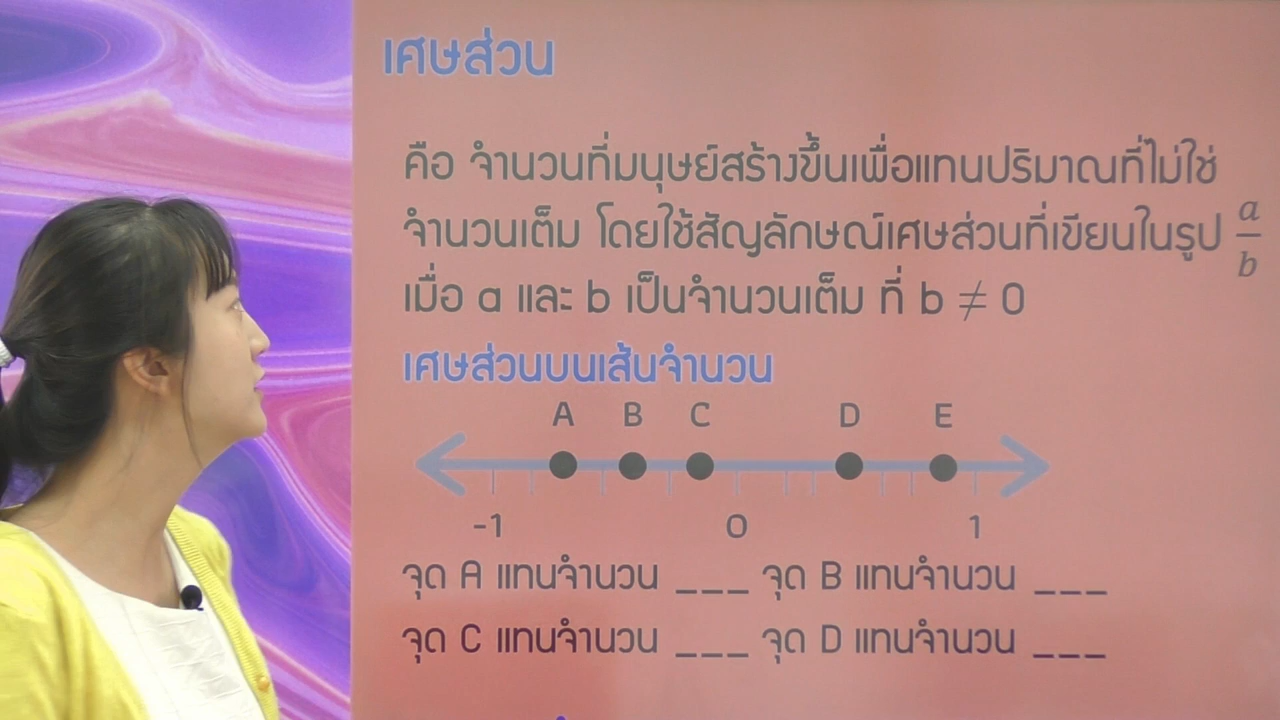 เศษส่วน
คือ จำนวนที่มนุษย์สร้างขึ้นเพื่อแทนปริมาณที่ไม่ใช่
จำนวนเต็ม โดยใช้สัญลักษณ์เศษส่วนที่เขียนในรูป a/b
เมื่อ a และ b เป็นจำนวนเต็ม ที่ b ≠ 0
เศษส่วนบนเส้นจำนวน
A B C D E
-1 0 1
จุด A แทนจำนวน ___ จุด B แทนจำนวน ___
จุด C แทนจำนวน ___ จุด D แทนจำนวน ___